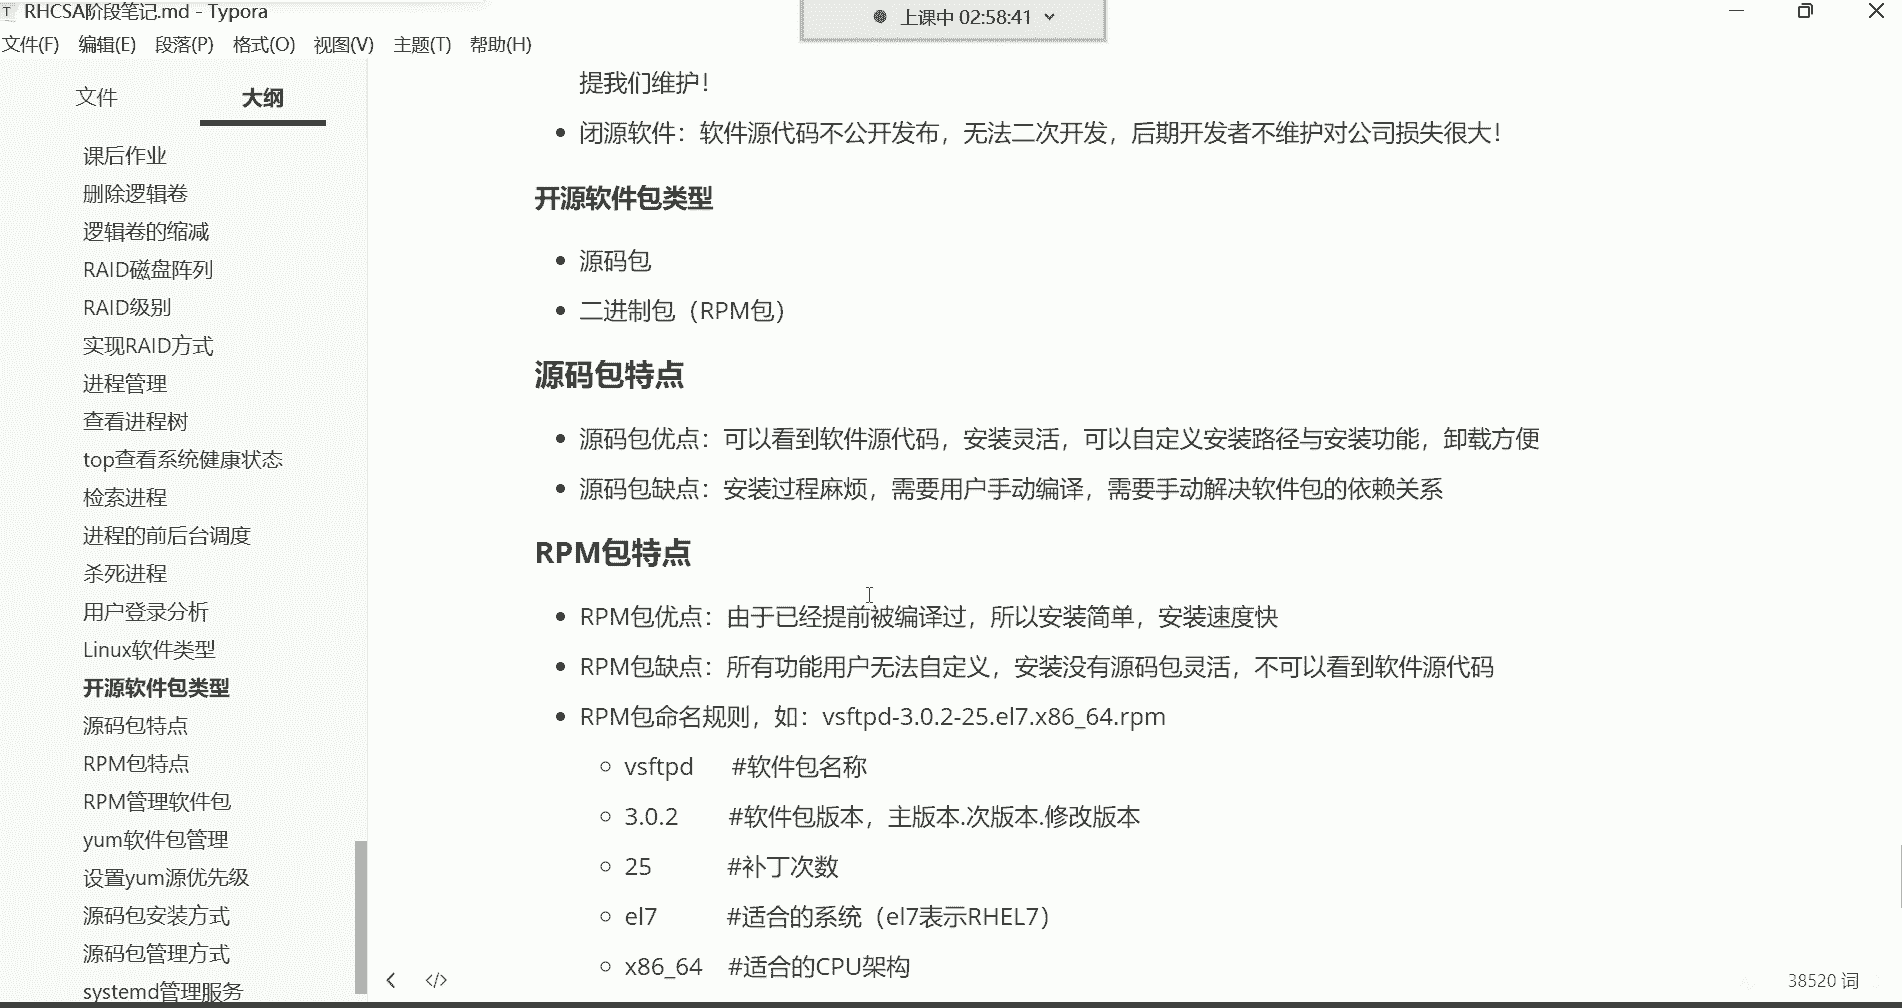 RHCSA阶段笔记.md - Typora
上课中 02:58:41
文件(F) 编辑(E) 段落(P) 格式(O) 视图(V) 主题(T) 帮助(H)
文件 大纲
课后作业
删除逻辑卷
逻辑卷的缩减
RAID磁盘阵列
RAID级别
实现RAID方式
进程管理
查看进程树
top查看系统健康状态
检索进程
进程的前后台调度
杀死进程
用户登录分析
Linux软件类型
开源软件包类型
源码包特点
RPM包特点
RPM管理软件包
yum软件包管理
设置yum源优先级
源码包安装方式
源码包管理方式
systemd管理服务
提我们维护！
闭源软件：软件源代码不公开发布，无法二次开发，后期开发者不维护对公司损失很大！
开源软件包类型
源码包
二进制包（RPM包）
源码包特点
源码包优点：可以看到软件源代码，安装灵活，可以自定义安装路径与安装功能，卸载方便
源码包缺点：安装过程麻烦，需要用户手动编译，需要手动解决软件包的依赖关系
RPM包特点
RPM包优点：由于已经提前被编译过，所以安装简单，安装速度快
RPM包缺点：所有功能用户无法自定义，安装没有源码包灵活，不可以看到软件源代码
RPM包命名规则，如：vsftpd-3.0.2-25.el7.x86_64.rpm
vsftpd #软件包名称
3.0.2 #软件包版本，主版本.次版本.修改版本
25 #补丁次数
el7 #适合的系统（el7表示RHEL7）
x86_64 #适合的CPU架构
38520 词